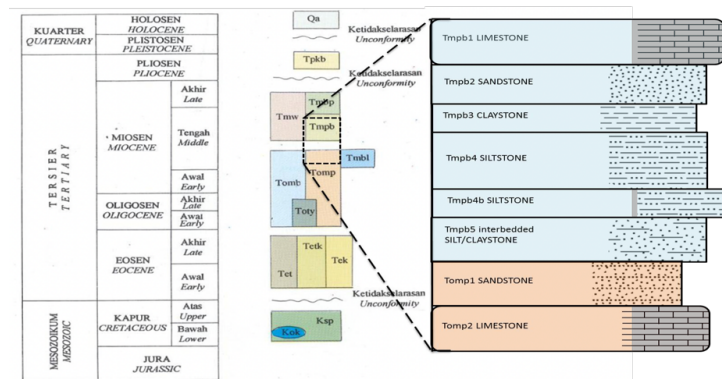 KUARTER
QUATERNARY
HOLOSEN
HOLOCENE
PLISTOSEN
PLEISTOCENE
TERSIER
TERTIARY
PLIOSEN
PLIOCENE
MIOSEN
MIOCENE
Akhir
Late
Tengah
Middle
Awal
Early
OLIGOSEN
OLIGOCENE
Akhir
Late
Awal
Early
EOSEN
EOCENE
Akhir
Late
Awal
Early
MESOZOIKUM
MESOZOIC
KAPUR
CRETACEOUS
Atas
Upper
Bawah
Lower
JURA
JURASSIC
Qa
Ketidakselarasan
Unconformity
Tpkb
Ketidakselarasan
Unconformity
Tmw
Tmbp
Tmpb
Tmbl
Tomb
Tomp
Toty
Tet
Tetk
Tek
Ketidakselarasan
Unconformity
Ksp
Kok
Tmpb1 LIMESTONE
Tmpb2 SANDSTONE
Tmpb3 CLAYSTONE
Tmpb4 SILTSTONE
Tmpb4b SILTSTONE
Tmpb5 interbedded
SILT/CLAYSTONE
Tomp1 SANDSTONE
Tomp2 LIMESTONE